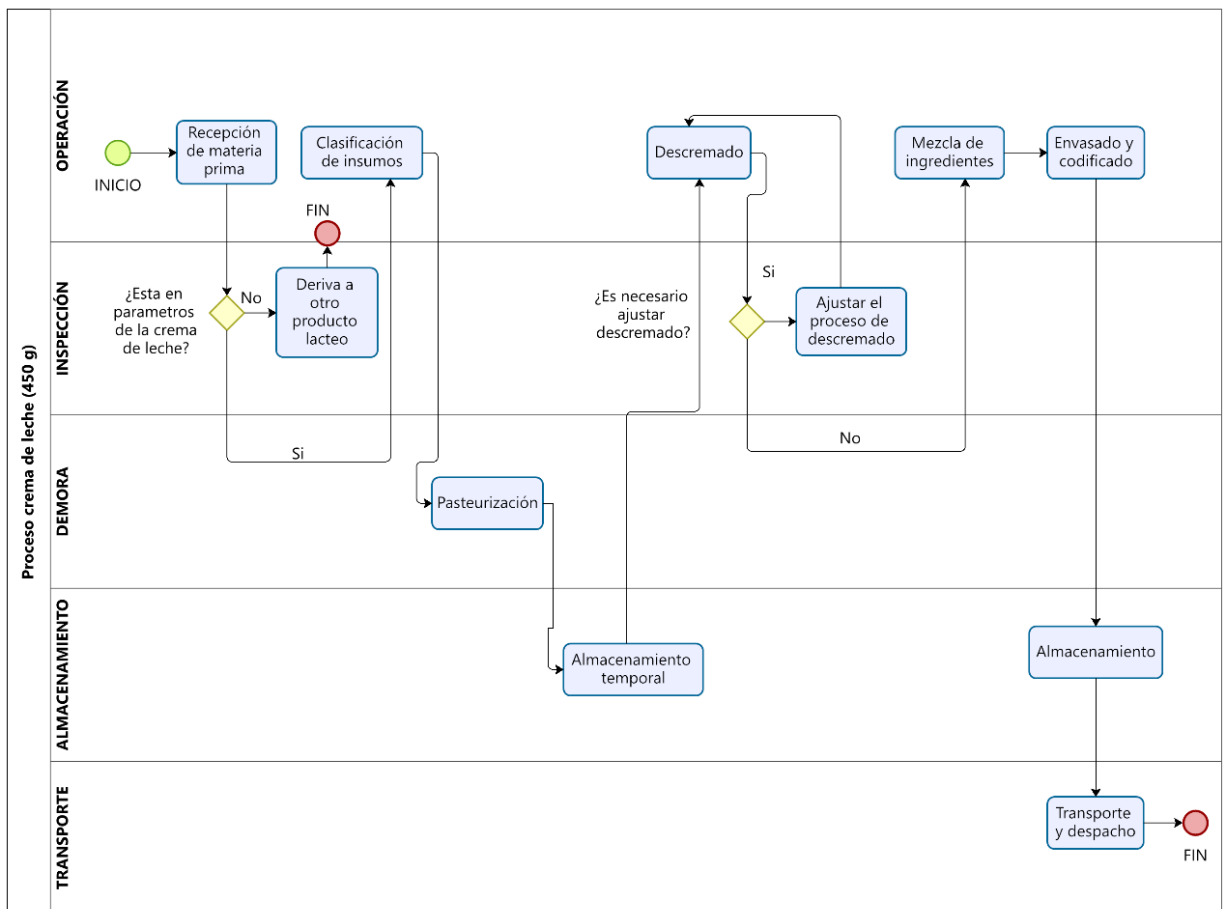 Proceso crema de leche (450 g)
OPERACIÓN
INICIO
Recepción
de materia
prima
Clasificación
de insumos
FIN
Descremado
Mezcla de
ingredientes
Envasado y
codificado
INSPECCIÓN
¿Esta en
parametros
de la crema
de leche?
No
Deriva a
otro
producto
lacteo
¿Es necesario
ajustar
descremado?
Si
Ajustar el
proceso de
descremado
DEMORA
Si
No
Pasteurización
ALMACENAMIENTO
Almacenamiento
temporal
Almacenamiento
TRANSPORTE
Transporte
y despacho
FIN